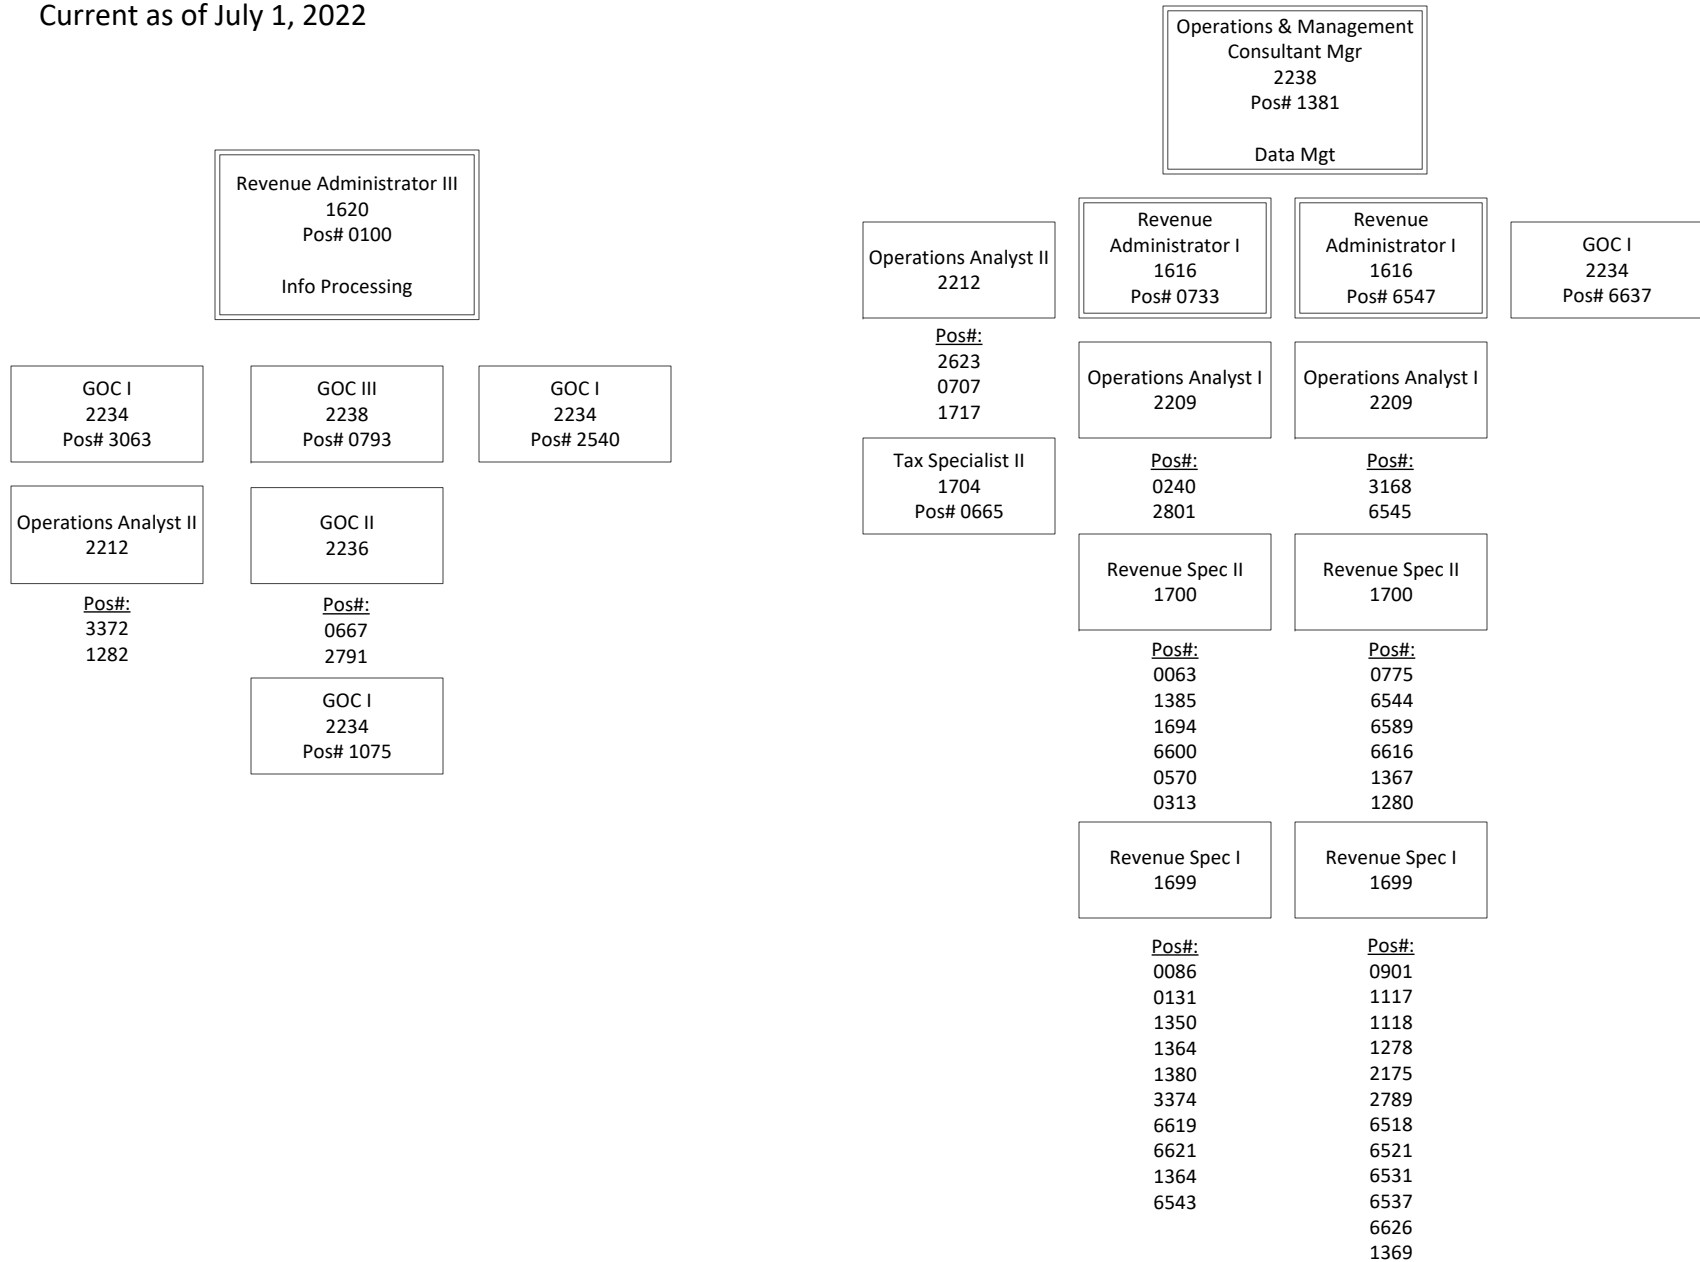 Current as of July 1, 2022
Revenue Administrator III
1620
Pos# 0100
Info Processing
GOC I
2234
Pos# 3063
Operations Analyst II
2212
Pos#:
3372
1282
GOC III
2238
Pos# 0793
GOC II
2236
Pos#:
0667
2791
GOC I
2234
Pos# 1075
GOC I
2234
Pos# 2540
Operations & Management
Consultant Mgr
2238
Pos# 1381
Data Mgt
Operations Analyst II
2212
Pos#:
2623
0707
1717
Tax Specialist II
1704
Pos# 0665
Revenue
Administrator I
1616
Pos# 0733
Operations Analyst I
2209
Pos#:
0240
2801
Revenue Spec II
1700
Pos#:
0063
1385
1694
6600
0570
0313
Revenue Spec I
1699
Pos#:
0086
0131
1350
1364
1380
3374
6619
6621
1364
6543
Revenue
Administrator I
1616
Pos# 6547
Operations Analyst I
2209
Pos#:
3168
6545
Revenue Spec II
1700
Pos#:
0775
6544
6589
6616
1367
1280
Revenue Spec I
1699
Pos#:
0901
1117
1118
1278
2175
2789
6518
6521
6531
6537
6626
1369
GOC I
2234
Pos# 6637